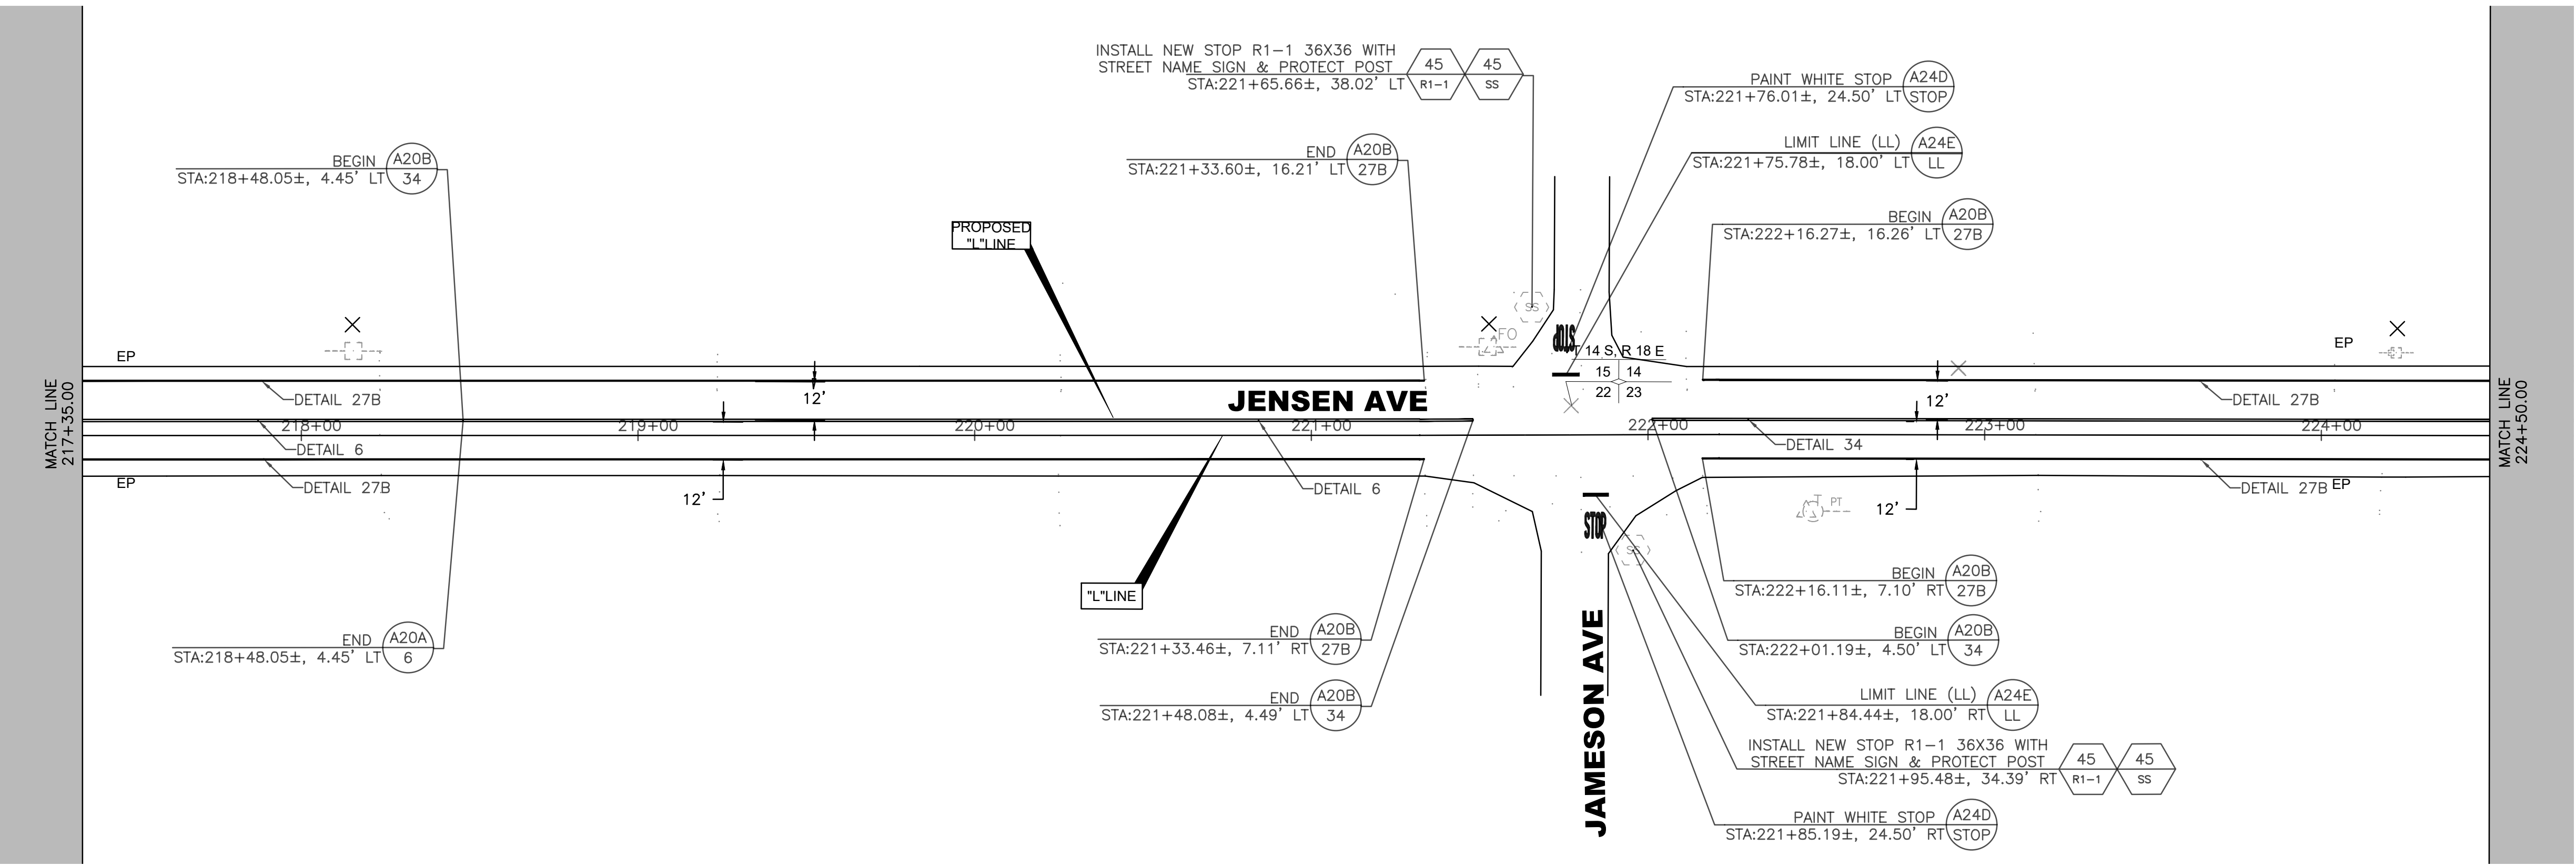 INSTALL NEW STOP R1-1 36X36 WITH
STREET NAME SIGN & PROTECT POST
STA:221+65.66±, 38.02' LT
45
R1-1
45
SS
PAINT WHITE STOP
STA:221+76.01±, 24.50' LT
A24D
STOP
LIMIT LINE (LL)
STA:221+75.78±, 18.00' LT
A24E
LL
BEGIN
STA:218+48.05±, 4.45' LT
A20B
34
END
STA:221+33.60±, 16.21' LT
A20B
27B
BEGIN
STA:222+16.27±, 16.26' LT
A20B
27B
PROPOSED
"L"LINE
SS
FO
STOP
T 14 S, R 18 E
15 14
22 23
EP
EP
DETAIL 27B
12'
JENSEN AVE
12'
DETAIL 27B
MATCH LINE
217+35.00
218+00
219+00
220+00
221+00
222+00
223+00
224+00
MATCH LINE
224+50.00
DETAIL 6
DETAIL 34
DETAIL 27B
EP
12'
DETAIL 6
DETAIL 27B
EP
STOP
SS
PT
12'
"L"LINE
BEGIN
STA:222+16.11±, 7.10' RT
A20B
27B
END
STA:218+48.05±, 4.45' LT
A20A
6
END
STA:221+33.46±, 7.11' RT
A20B
27B
BEGIN
STA:222+01.19±, 4.50' LT
A20B
34
END
STA:221+48.08±, 4.49' LT
A20B
34
JAMESON AVE
LIMIT LINE (LL)
STA:221+84.44±, 18.00' RT
A24E
LL
INSTALL NEW STOP R1-1 36X36 WITH
STREET NAME SIGN & PROTECT POST
STA:221+95.48±, 34.39' RT
45
R1-1
45
SS
PAINT WHITE STOP
STA:221+85.19±, 24.50' RT
A24D
STOP